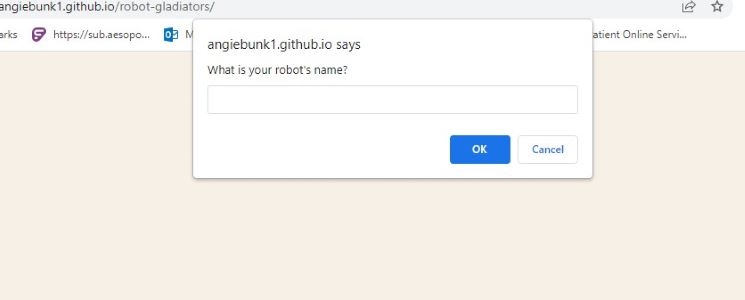 angiebunk1.github.io/robot-gladiators/
arks https://sub.aesopo... M atient Online Servi...
angiebunk1.github.io says
What is your robot's name?
OK Cancel